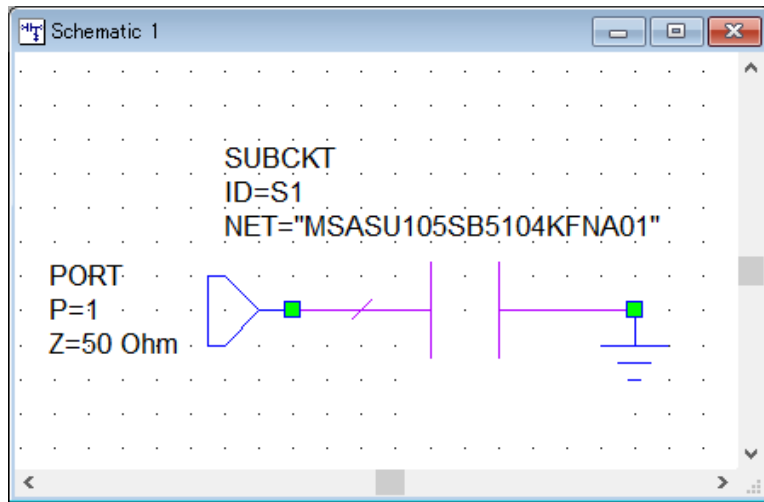 Schematic 1
SUBCKT
ID=S1
NET="MSASU105SB5104KFNA01"
PORT
P=1
Z=50 Ohm